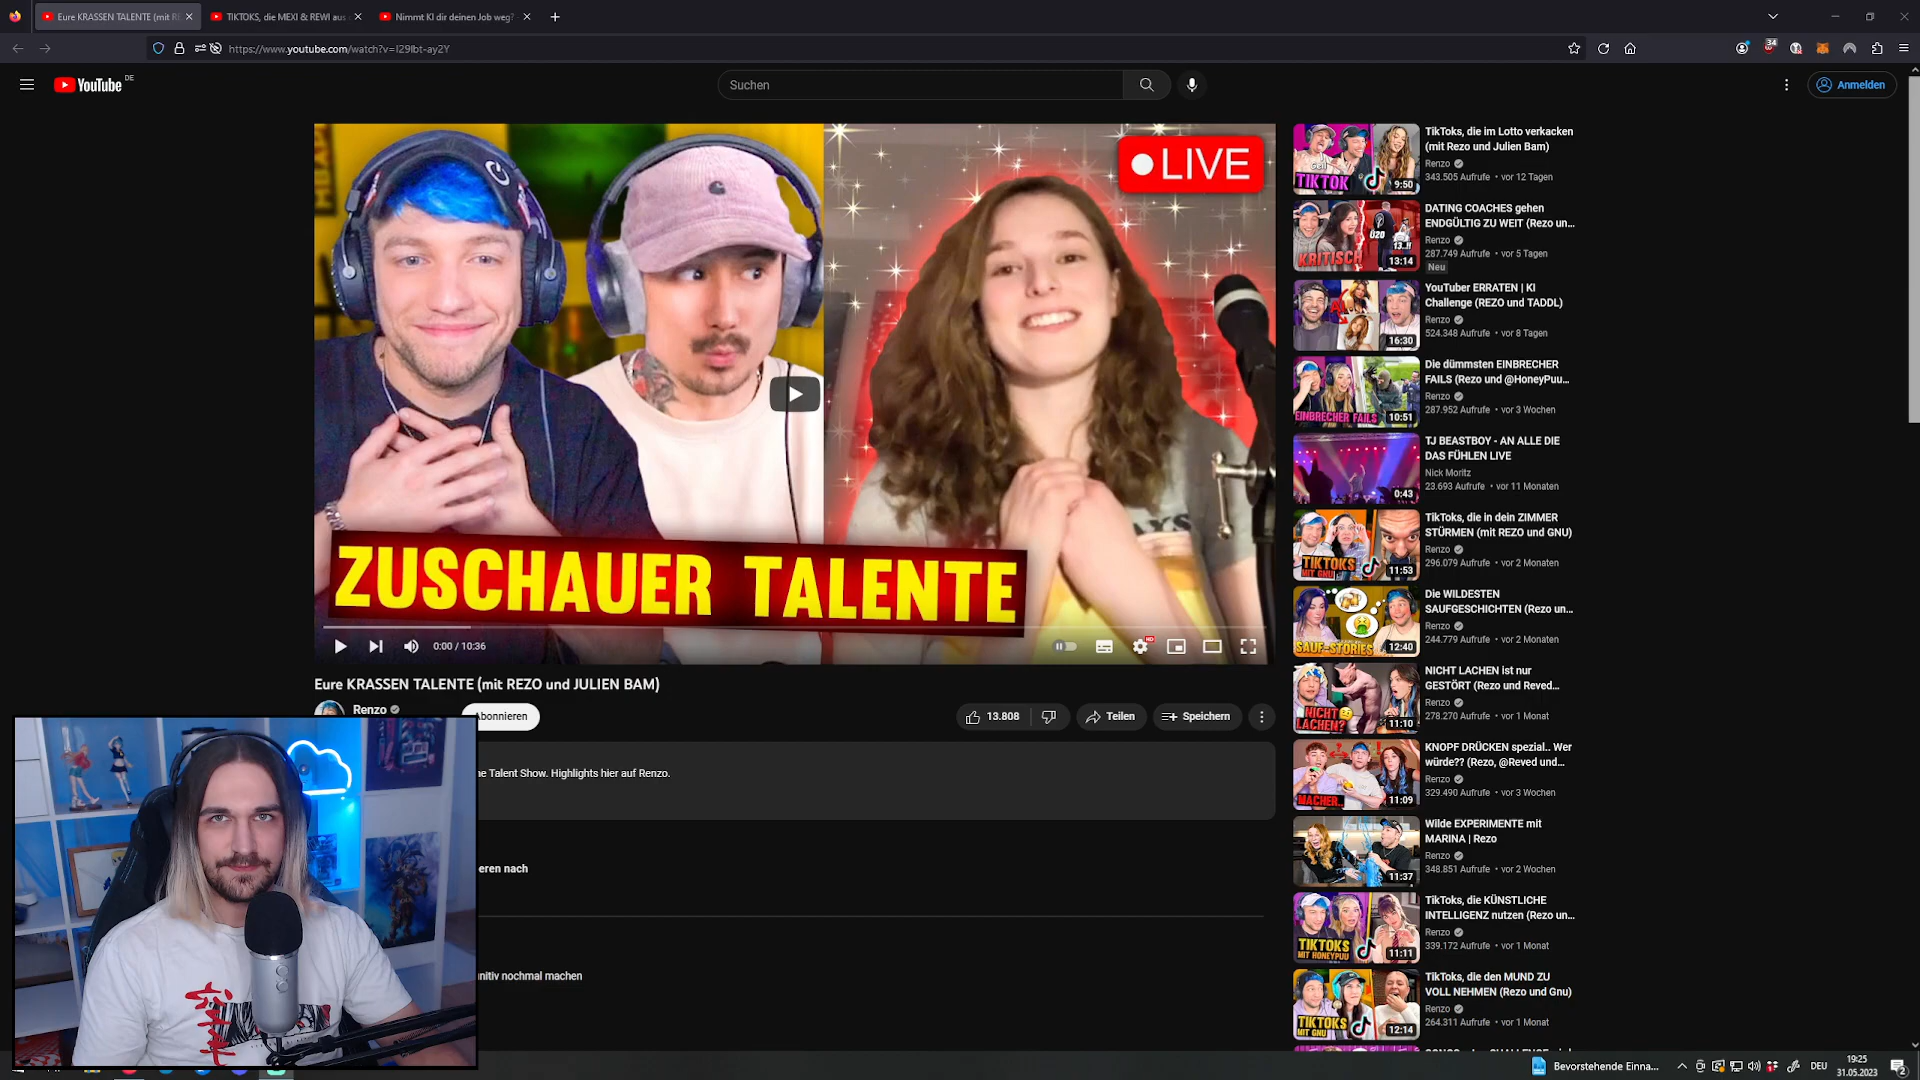 Eure KRASSEN TALENTE (mit RE
TIKTOKS, die MEXI & REWI aus
Nimmt KI dir deinen Job weg?
https://www.youtube.com/watch?v=l29lbt-ay2Y
34
YouTube DE
Suchen
Anmelden
LIVE
ZUSCHAUER TALENTE
0:00 / 10:36
HD
Eure KRASSEN TALENTE (mit REZO und JULIEN BAM)
Renzo
Abonnieren
13.808
Teilen
Speichern
ne Talent Show. Highlights hier auf Renzo.
eren nach
initiv nochmal machen
TIKTOK
9:50
TikToks, die im Lotto verkacken
(mit Rezo und Julien Bam)
Renzo
343.505 Aufrufe • vor 12 Tagen
Ü20
13..!!
KRITISCH
13:14
DATING COACHES gehen
ENDGÜLTIG ZU WEIT (Rezo un...
Renzo
287.749 Aufrufe • vor 5 Tagen
Neu
16:30
YouTuber ERRATEN | KI
Challenge (REZO und TADDL)
Renzo
524.348 Aufrufe • vor 8 Tagen
EINBRECHER FAILS
10:51
Die dümmsten EINBRECHER
FAILS (Rezo und @HoneyPuu...
Renzo
287.952 Aufrufe • vor 3 Wochen
0:43
TJ BEASTBOY - AN ALLE DIE
DAS FÜHLEN LIVE
Nick Moritz
23.693 Aufrufe • vor 11 Monaten
TIKTOKS
MIT GNU
11:53
TikToks, die in dein ZIMMER
STÜRMEN (mit REZO und GNU)
Renzo
296.079 Aufrufe • vor 2 Monaten
SAUF-STORIES
12:40
Die WILDESTEN
SAUFGESCHICHTEN (Rezo un...
Renzo
244.779 Aufrufe • vor 2 Monaten
NICHT
LACHEN?
11:10
NICHT LACHEN ist nur
GESTÖRT (Rezo und Reved...
Renzo
278.270 Aufrufe • vor 1 Monat
MACHER..
11:09
KNOPF DRÜCKEN spezial.. Wer
würde?? (Rezo, @Reved und...
Renzo
329.490 Aufrufe • vor 3 Wochen
11:37
Wilde EXPERIMENTE mit
MARINA | Rezo
Renzo
348.851 Aufrufe • vor 2 Wochen
TIKTOKS
MIT HONEYPUU
11:11
TikToks, die KÜNSTLICHE
INTELLIGENZ nutzen (Rezo un...
Renzo
339.172 Aufrufe • vor 1 Monat
TIKTOKS
MIT GNU
12:14
TikToks, die den MUND ZU
VOLL NEHMEN (Rezo und Gnu)
Renzo
264.311 Aufrufe • vor 1 Monat
Bevorstehende Einna...
DEU
19:25
31.05.2023
2